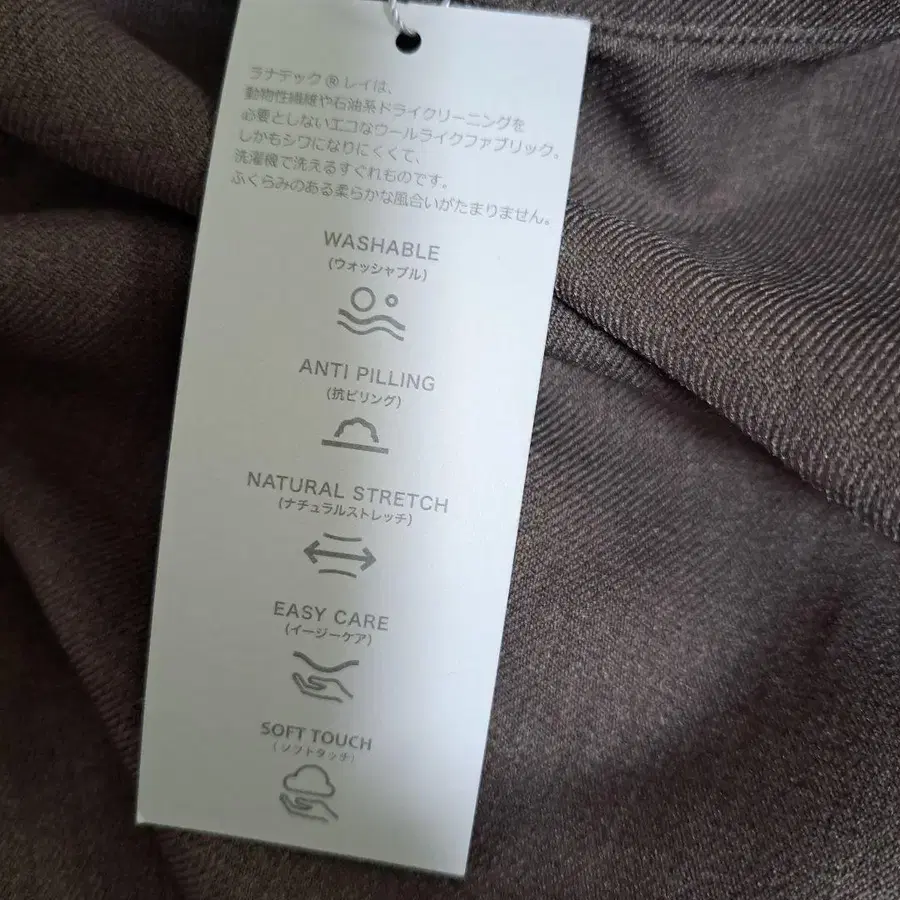 ラナテック®レイは、
動物性繊維や石油系ドライクリーニングを
必要としないエコなウールライクファブリック。
しかもシワになりにくくて、
洗濯機で洗えるすぐれものです。
ふくらみのある柔らかな風合いがたまりません。
WASHABLE
(ウォッシャブル)
ANTI PILLING
(抗ピリング)
NATURAL STRETCH
(ナチュラルストレッチ)
EASY CARE
(イージーケア)
SOFT TOUCH
(ソフトタッチ)